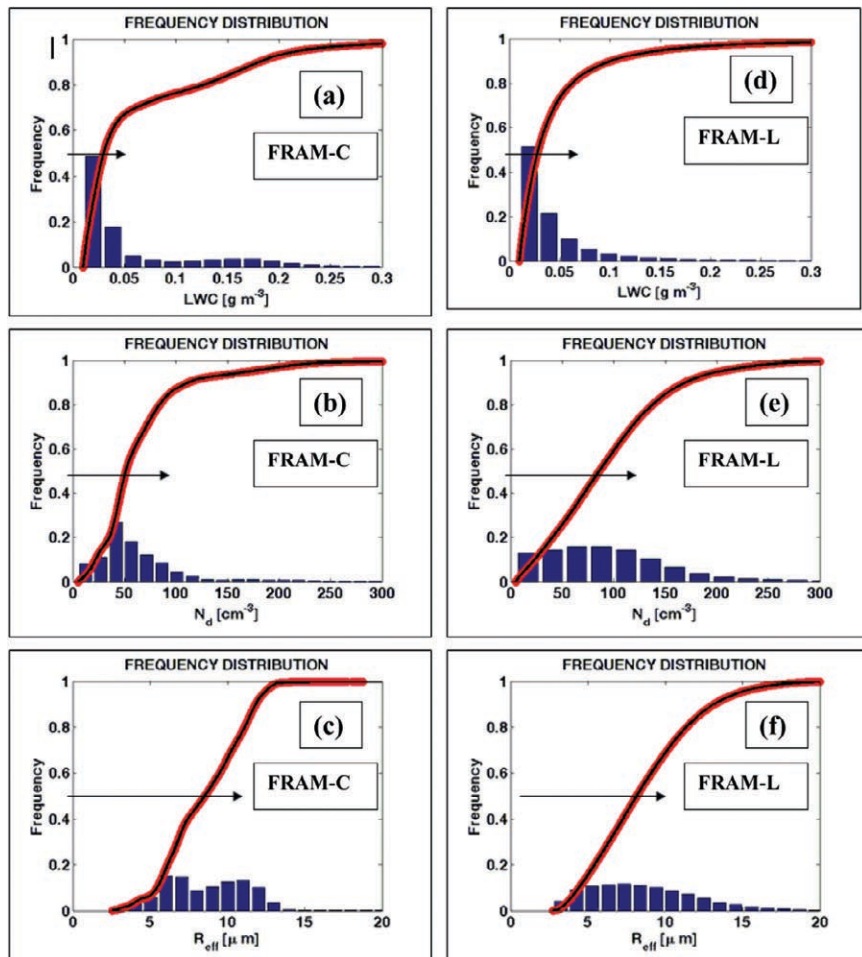 FREQUENCY DISTRIBUTION
1
0.8
0.6
0.4
0.2
0
Frequency
(a)
FRAM-C
0 0.05 0.1 0.15 0.2 0.25 0.3
LWC [g m⁻³]
FREQUENCY DISTRIBUTION
1
0.8
0.6
0.4
0.2
0
Frequency
(d)
FRAM-L
0 0.05 0.1 0.15 0.2 0.25 0.3
LWC [g m⁻³]
FREQUENCY DISTRIBUTION
1
0.8
0.6
0.4
0.2
0
Frequency
(b)
FRAM-C
0 50 100 150 200 250 300
N_d [cm⁻³]
FREQUENCY DISTRIBUTION
1
0.8
0.6
0.4
0.2
0
Frequency
(e)
FRAM-L
0 50 100 150 200 250 300
N_d [cm⁻³]
FREQUENCY DISTRIBUTION
1
0.8
0.6
0.4
0.2
0
Frequency
(c)
FRAM-C
0 5 10 15 20
R_eff [μ m]
FREQUENCY DISTRIBUTION
1
0.8
0.6
0.4
0.2
0
Frequency
(f)
FRAM-L
0 5 10 15 20
R_eff [μ m]